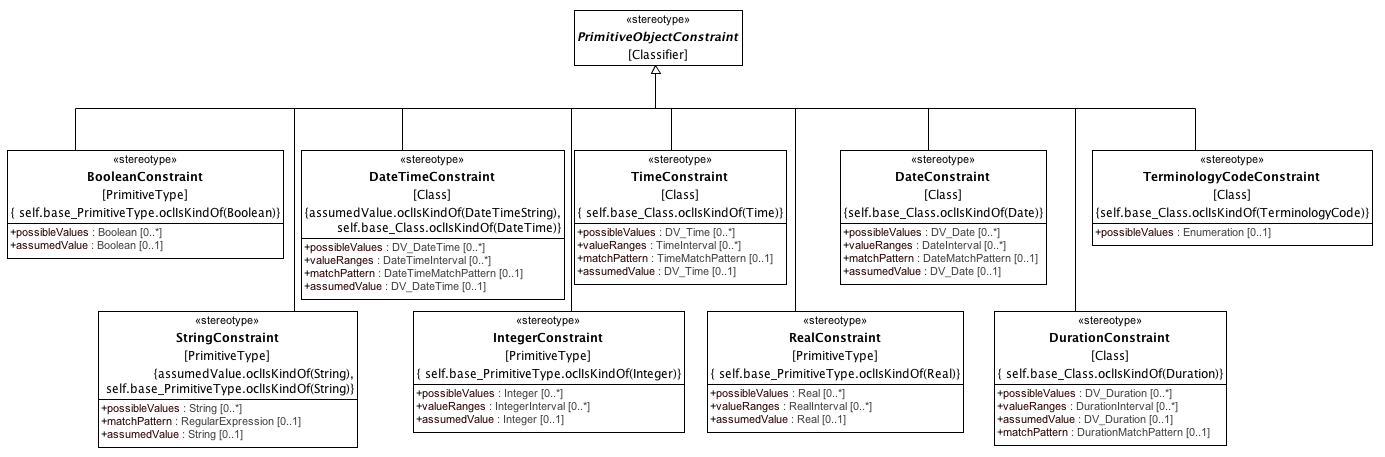 «stereotype»
PrimitiveObjectConstraint
[Classifier]
«stereotype»
BooleanConstraint
[PrimitiveType]
{ self.base_PrimitiveType.oclIsKindOf(Boolean)}
+possibleValues : Boolean [0..*]
+assumedValue : Boolean [0..1]
«stereotype»
DateTimeConstraint
[Class]
{assumedValue.oclIsKindOf(DateTimeString),
self.base_Class.oclIsKindOf(DateTime)}
+possibleValues : DV_DateTime [0..*]
+valueRanges : DateTimeInterval [0..*]
+matchPattern : DateTimeMatchPattern [0..1]
+assumedValue : DV_DateTime [0..1]
«stereotype»
TimeConstraint
[Class]
{ self.base_Class.oclIsKindOf(Time)}
+possibleValues : DV_Time [0..*]
+valueRanges : TimeInterval [0..*]
+matchPattern : TimeMatchPattern [0..1]
+assumedValue : DV_Time [0..1]
«stereotype»
DateConstraint
[Class]
{self.base_Class.oclIsKindOf(Date)}
+possibleValues : DV_Date [0..*]
+valueRanges : DateInterval [0..*]
+matchPattern : DateMatchPattern [0..1]
+assumedValue : DV_Date [0..1]
«stereotype»
TerminologyCodeConstraint
[Class]
{self.base_Class.oclIsKindOf(TerminologyCode)}
+possibleValues : Enumeration [0..1]
«stereotype»
StringConstraint
[PrimitiveType]
{assumedValue.oclIsKindOf(String),
self.base_PrimitiveType.oclIsKindOf(String)}
+possibleValues : String [0..*]
+matchPattern : RegularExpression [0..1]
+assumedValue : String [0..1]
«stereotype»
IntegerConstraint
[PrimitiveType]
{ self.base_PrimitiveType.oclIsKindOf(Integer)}
+possibleValues : Integer [0..*]
+valueRanges : IntegerInterval [0..*]
+assumedValue : Integer [0..1]
«stereotype»
RealConstraint
[PrimitiveType]
{ self.base_PrimitiveType.oclIsKindOf(Real)}
+possibleValues : Real [0..*]
+valueRanges : RealInterval [0..*]
+assumedValue : Real [0..1]
«stereotype»
DurationConstraint
[Class]
{ self.base_Class.oclIsKindOf(Duration)}
+possibleValues : DV_Duration [0..*]
+valueRanges : DurationInterval [0..*]
+assumedValue : DV_Duration [0..1]
+matchPattern : DurationMatchPattern [0..1]